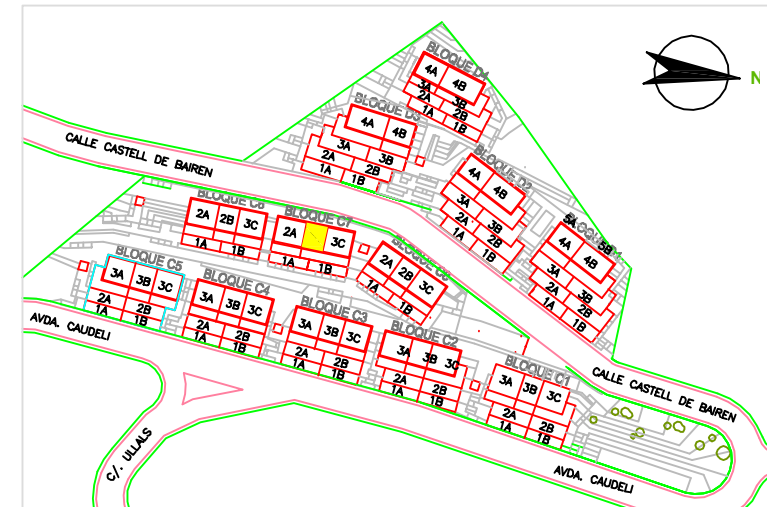 BLOQUE D4
4A 4B
3A 3B
2A 2B
1A 1B
N
BLOQUE D3
4A 4B
3A 3B
2A 2B
1A 1B
CALLE CASTELL DE BAIREN
BLOQUE D2
4A 4B
3A 3B
2A 2B
1A 1B
BLOQUE C6
2A 2B 3C
1A 1B
BLOQUE C7
2A 3C
1A 1B
5A 5B
4A 4B
3A 3B
2A 2B
1A 1B
2A 2B 3C
1A 1B
BLOQUE C5
3A 3B 3C
2A 2B
1A 1B
BLOQUE C4
3A 3B 3C
2A 2B
1A 1B
BLOQUE C3
3A 3B 3C
2A 2B
1A 1B
BLOQUE C2
3A 3B 3C
2A 2B
1A 1B
BLOQUE C1
3A 3B 3C
2A 2B
1A 1B
AVDA. CAUDELI
CALLE CASTELL DE BAIREN
C/. ULLALS
AVDA. CAUDELI